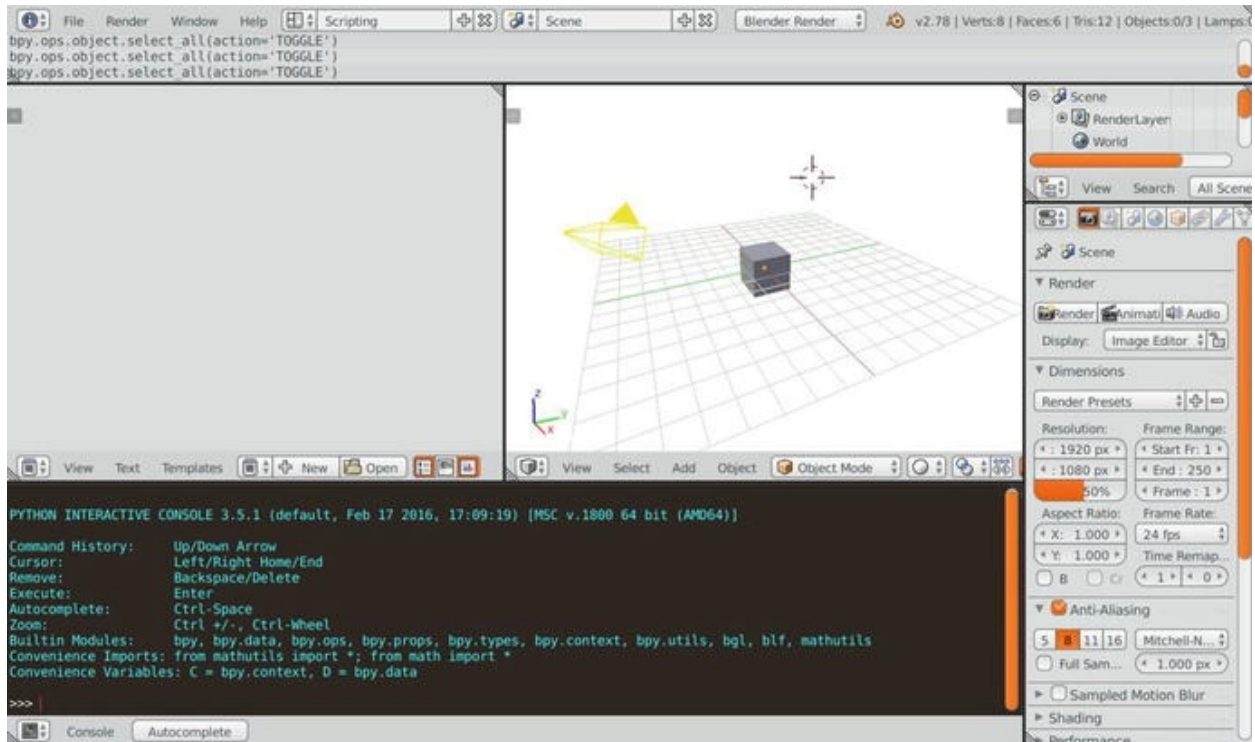 File Render Window Help Scripting Scene Blender Render v2.78 | Verts:8 | Faces:6 | Tris:12 | Objects:0/3 | Lamps:
bpy.ops.object.select_all(action='TOGGLE')
bpy.ops.object.select_all(action='TOGGLE')
bpy.ops.object.select_all(action='TOGGLE')
Scene
RenderLayer
World
View Search All Scene
Scene
Render
Render Animati Audio
Display: Image Editor
Dimensions
Render Presets
Resolution: Frame Range:
: 1920 px Start Fr: 1
: 1080 px End : 250
50% Frame : 1
Aspect Ratio: Frame Rate:
X: 1.000 24 fps
Y: 1.000 Time Remap...
B Cr 1 0
Anti-Aliasing
5 8 11 16 Mitchell-N...
Full Sam... 1.000 px
Sampled Motion Blur
Shading
Performance
z
y
x
View Text Templates New Open
View Select Add Object Object Mode
PYTHON INTERACTIVE CONSOLE 3.5.1 (default, Feb 17 2016, 17:09:19) [MSC v.1800 64 bit (AMD64)]
Command History: Up/Down Arrow
Cursor: Left/Right Home/End
Remove: Backspace/Delete
Execute: Enter
Autocomplete: Ctrl-Space
Zoom: Ctrl +/-, Ctrl-Wheel
Builtin Modules: bpy, bpy.data, bpy.ops, bpy.props, bpy.types, bpy.context, bpy.utils, bgl, blf, mathutils
Convenience Imports: from mathutils import *; from math import *
Convenience Variables: C = bpy.context, D = bpy.data
>>>
Console Autocomplete